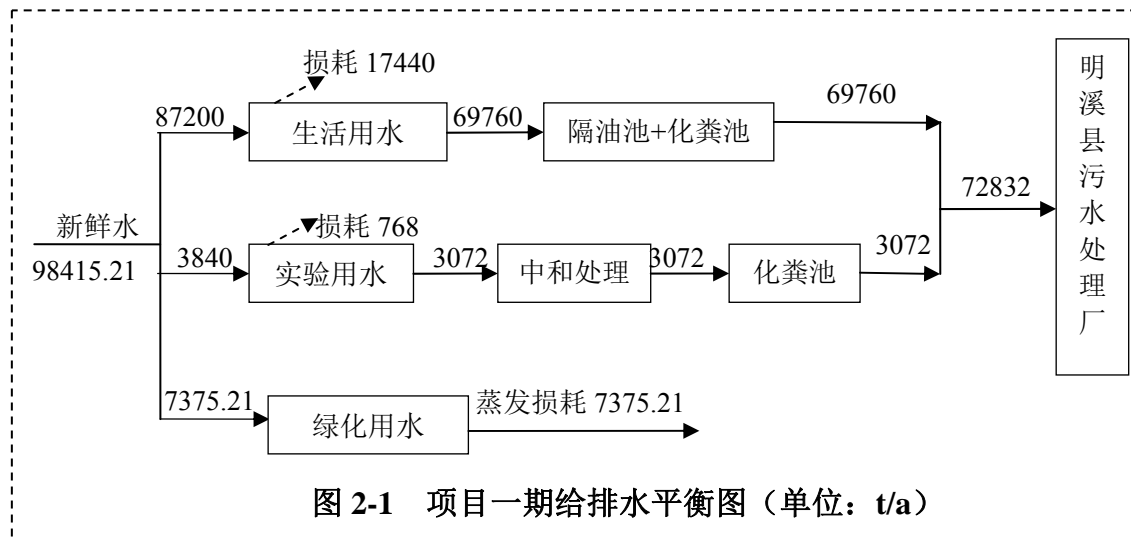 损耗 17440
87200
生活用水
69760
隔油池+化粪池
69760
明溪县污水处理厂
72832
新鲜水
98415.21
损耗 768
3840
实验用水
3072
中和处理
3072
化粪池
3072
7375.21
绿化用水
蒸发损耗 7375.21
图 2-1 项目一期给排水平衡图（单位：t/a）